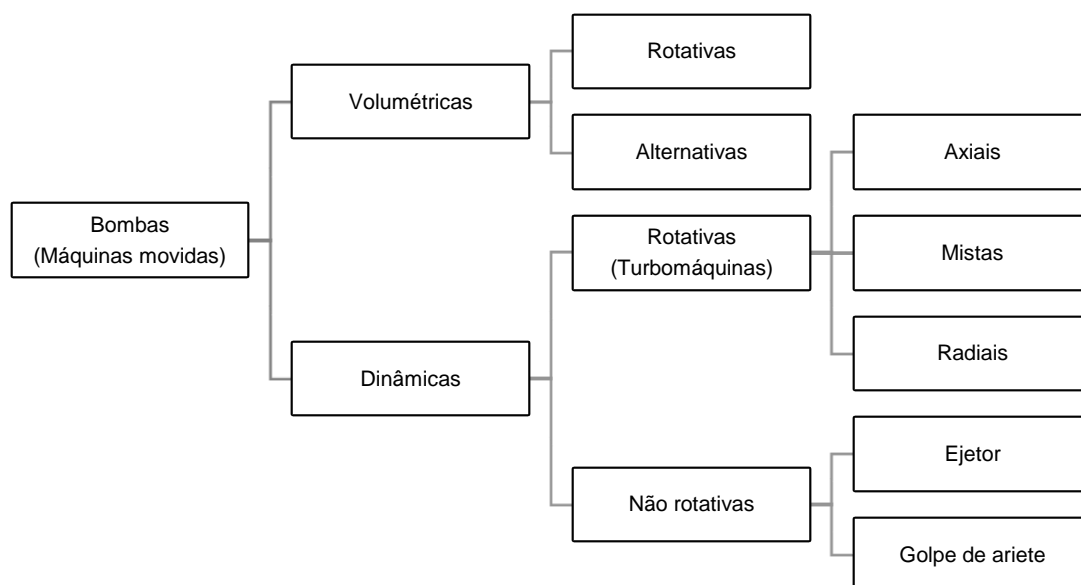 Bombas
(Máquinas movidas)
Volumétricas
Rotativas
Alternativas
Dinâmicas
Rotativas
(Turbomáquinas)
Axiais
Mistas
Radiais
Não rotativas
Ejetor
Golpe de ariete